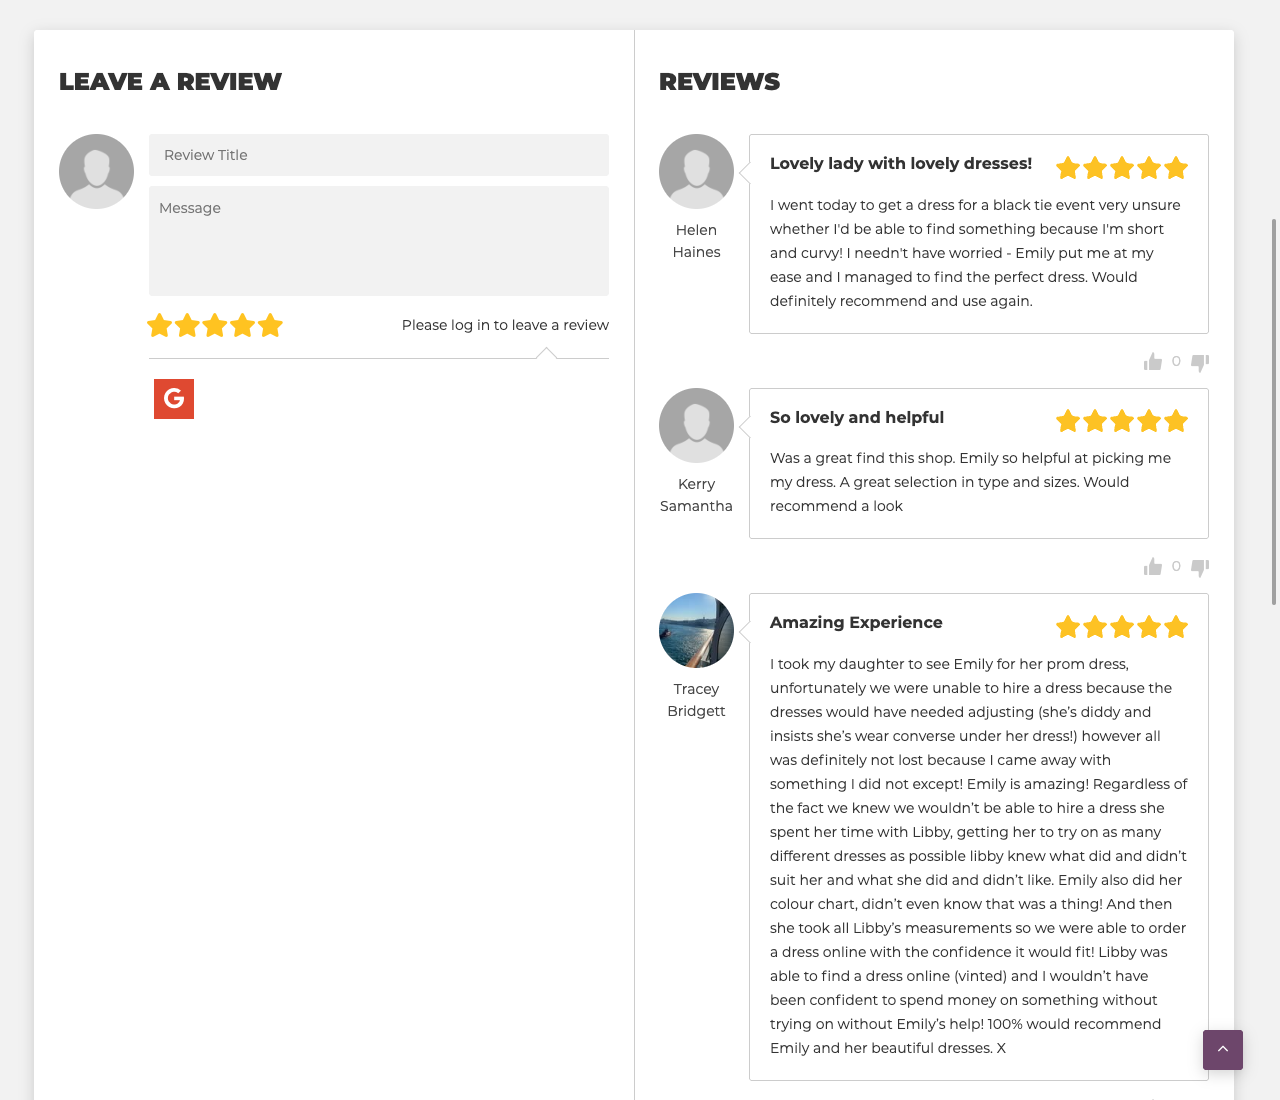 LEAVE A REVIEW
Review Title
Message
Please log in to leave a review
G
REVIEWS
Helen
Haines
Lovely lady with lovely dresses!
I went today to get a dress for a black tie event very unsure
whether I'd be able to find something because I'm short
and curvy! I needn't have worried - Emily put me at my
ease and I managed to find the perfect dress. Would
definitely recommend and use again.
0
Kerry
Samantha
So lovely and helpful
Was a great find this shop. Emily so helpful at picking me
my dress. A great selection in type and sizes. Would
recommend a look
0
Tracey
Bridgett
Amazing Experience
I took my daughter to see Emily for her prom dress,
unfortunately we were unable to hire a dress because the
dresses would have needed adjusting (she’s diddy and
insists she’s wear converse under her dress!) however all
was definitely not lost because I came away with
something I did not except! Emily is amazing! Regardless of
the fact we knew we wouldn’t be able to hire a dress she
spent her time with Libby, getting her to try on as many
different dresses as possible libby knew what did and didn’t
suit her and what she did and didn’t like. Emily also did her
colour chart, didn’t even know that was a thing! And then
she took all Libby’s measurements so we were able to order
a dress online with the confidence it would fit! Libby was
able to find a dress online (vinted) and I wouldn’t have
been confident to spend money on something without
trying on without Emily’s help! 100% would recommend
Emily and her beautiful dresses. X